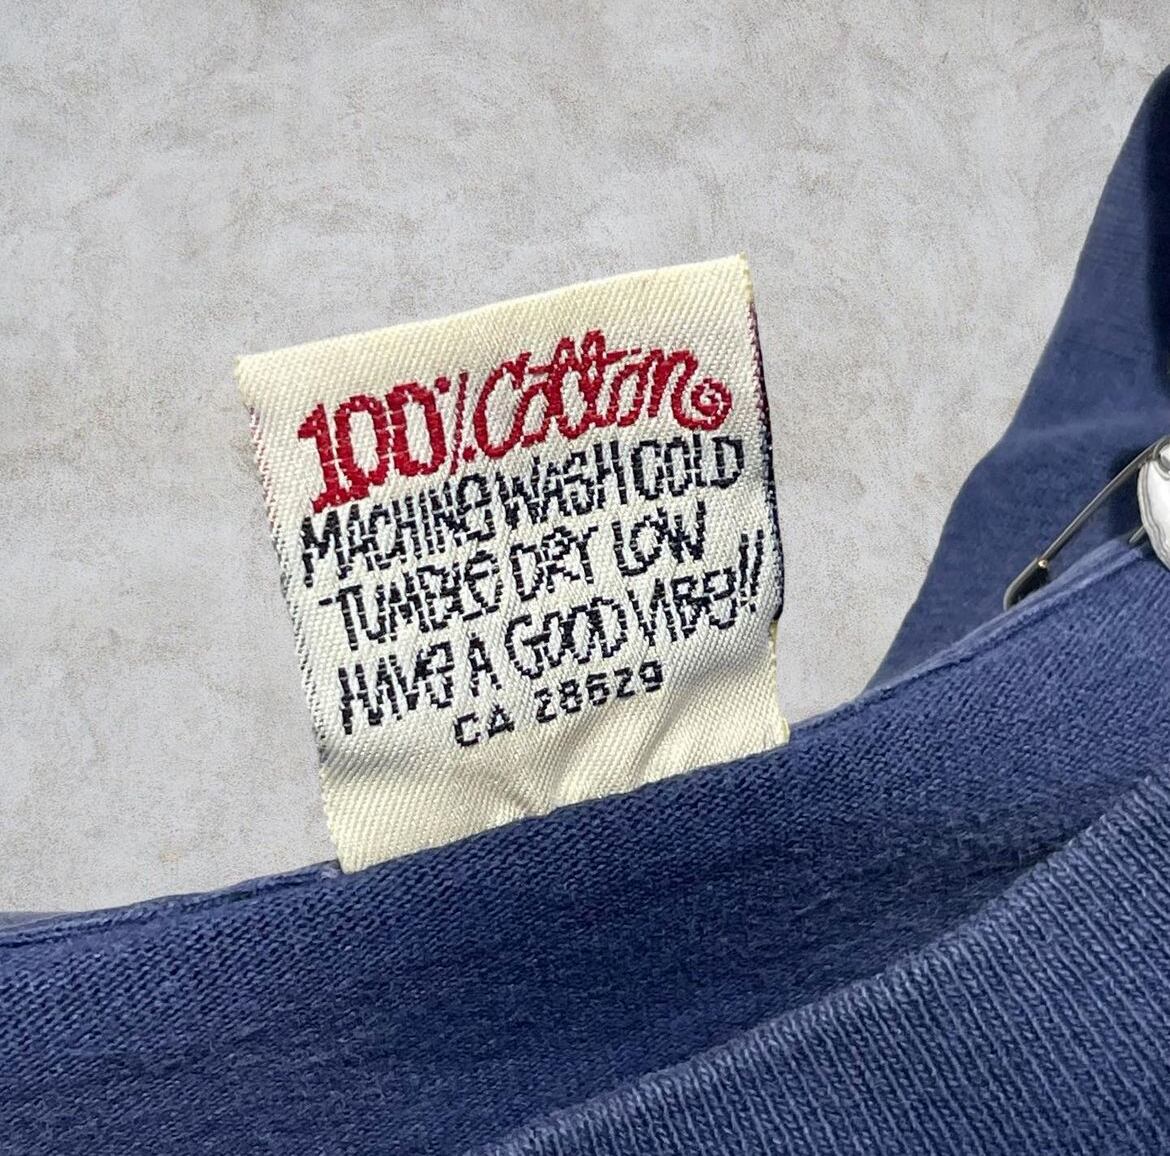 100% Cotton
MACHINE WASH COLD
TUMBLE DRY LOW
HAVE A GOOD VIBE!!
CA 28629